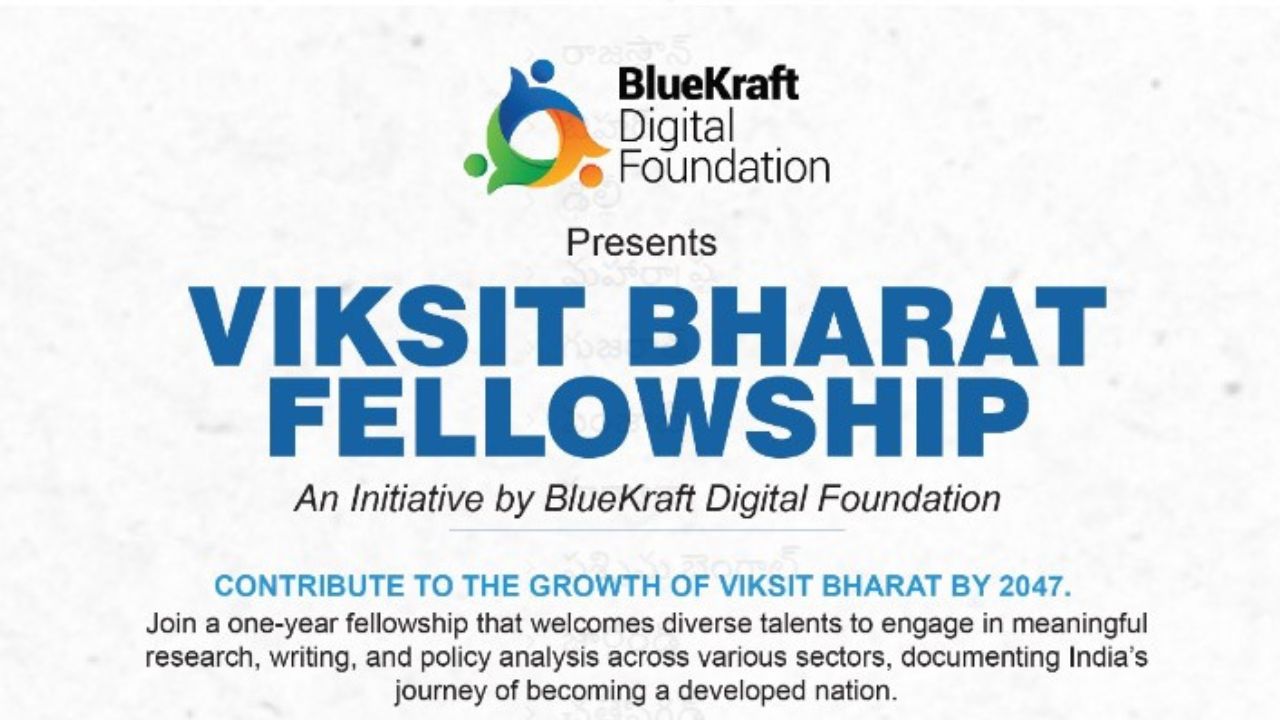 BlueKraft
Digital
Foundation
Presents
VIKSIT BHARAT
FELLOWSHIP
An Initiative by BlueKraft Digital Foundation
CONTRIBUTE TO THE GROWTH OF VIKSIT BHARAT BY 2047.
Join a one-year fellowship that welcomes diverse talents to engage in meaningful
research, writing, and policy analysis across various sectors, documenting India's
journey of becoming a developed nation.